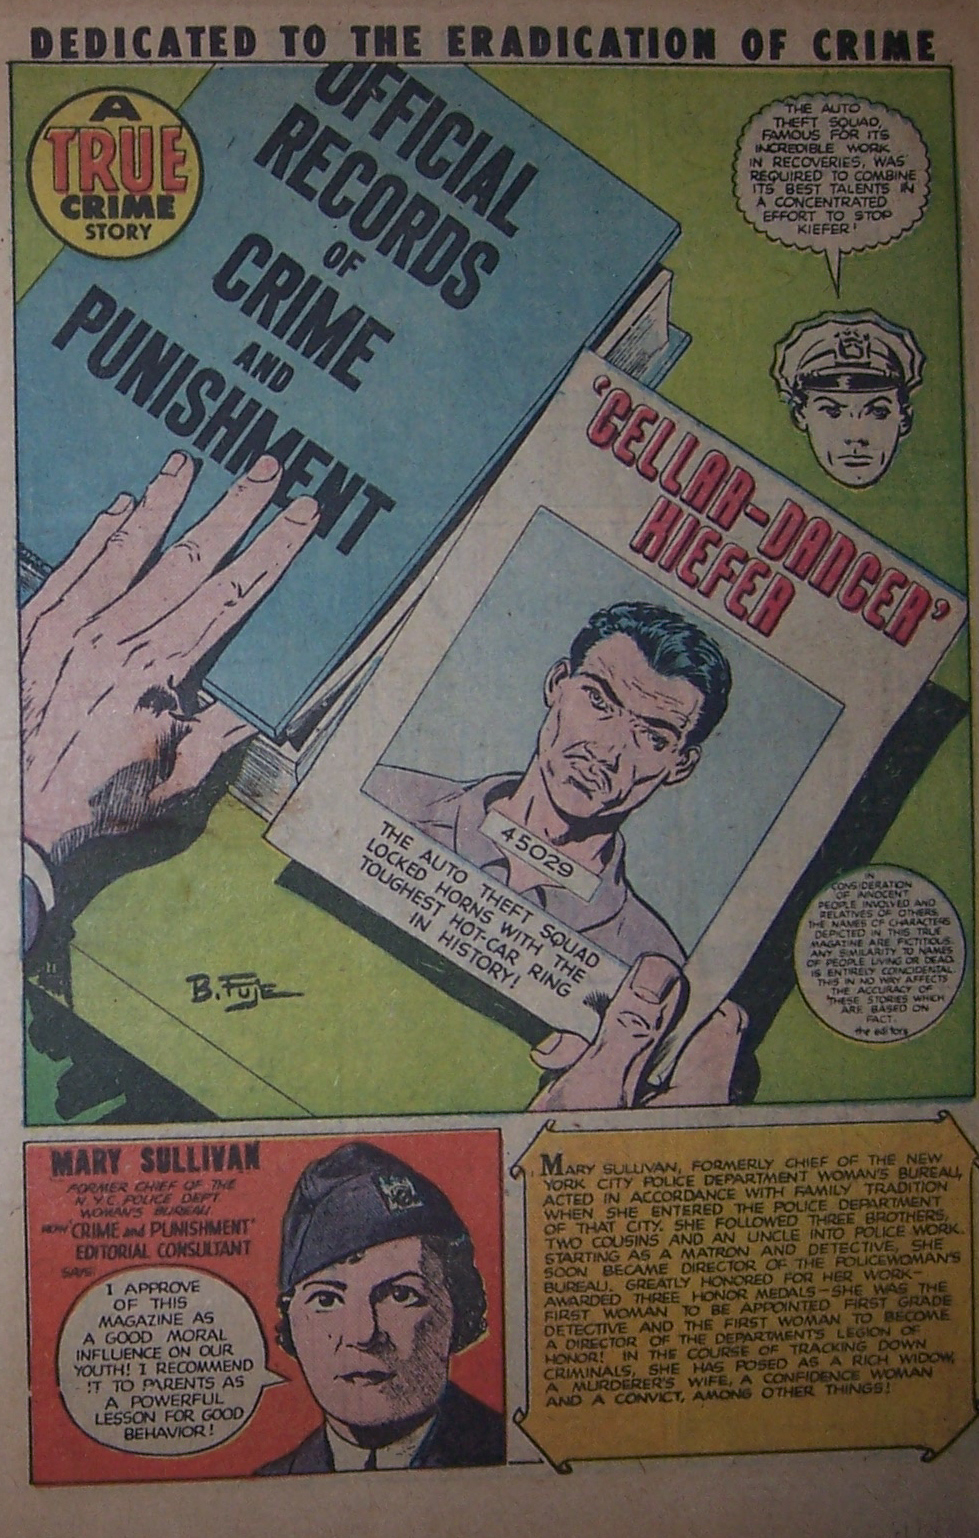 DEDICATED TO THE ERADICATION OF CRIME
A
TRUE
CRIME
STORY
OFFICIAL
RECORDS
OF
CRIME
AND
PUNISHMENT
THE AUTO
THEFT SQUAD,
FAMOUS FOR ITS
INCREDIBLE WORK
IN RECOVERIES, WAS
REQUIRED TO COMBINE
ITS BEST TALENTS IN
A CONCENTRATED
EFFORT TO STOP
KIEFER!
'CELLAR-DANCER'
KIEFER
45029
THE AUTO THEFT SQUAD
LOCKED HORNS WITH THE
TOUGHEST HOT-CAR RING
IN HISTORY!
B. Fuje
IN
CONSIDERATION
OF INNOCENT
PEOPLE INVOLVED AND
RELATIVES OF OTHERS,
THE NAMES OF CHARACTERS
DEPICTED IN THIS TRUE
MAGAZINE ARE FICTITIOUS.
ANY SIMILARITY TO NAMES
OF PEOPLE LIVING OR DEAD
IS ENTIRELY COINCIDENTAL.
THIS IN NO WAY AFFECTS
THE ACCURACY OF
THESE STORIES WHICH
ARE BASED ON
FACT.
the editors
MARY SULLIVAN
FORMER CHIEF OF THE
N.Y.C. POLICE DEPT.
WOMAN'S BUREAU
NOW 'CRIME and PUNISHMENT'
EDITORIAL CONSULTANT
SAYS:
I APPROVE
OF THIS
MAGAZINE AS
A GOOD MORAL
INFLUENCE ON OUR
YOUTH! I RECOMMEND
IT TO PARENTS AS
A POWERFUL
LESSON FOR GOOD
BEHAVIOR!
MARY SULLIVAN, FORMERLY CHIEF OF THE NEW
YORK CITY POLICE DEPARTMENT WOMAN'S BUREAU,
ACTED IN ACCORDANCE WITH FAMILY TRADITION
WHEN SHE ENTERED THE POLICE DEPARTMENT
OF THAT CITY. SHE FOLLOWED THREE BROTHERS,
TWO COUSINS AND AN UNCLE INTO POLICE WORK.
STARTING AS A MATRON AND DETECTIVE, SHE
SOON BECAME DIRECTOR OF THE POLICEWOMAN'S
BUREAU. GREATLY HONORED FOR HER WORK—
AWARDED THREE HONOR MEDALS—SHE WAS THE
FIRST WOMAN TO BE APPOINTED FIRST GRADE
DETECTIVE AND THE FIRST WOMAN TO BECOME
A DIRECTOR OF THE DEPARTMENT'S LEGION OF
HONOR! IN THE COURSE OF TRACKING DOWN
CRIMINALS, SHE HAS POSED AS A RICH WIDOW,
A MURDERER'S WIFE, A CONFIDENCE WOMAN
AND A CONVICT, AMONG OTHER THINGS!